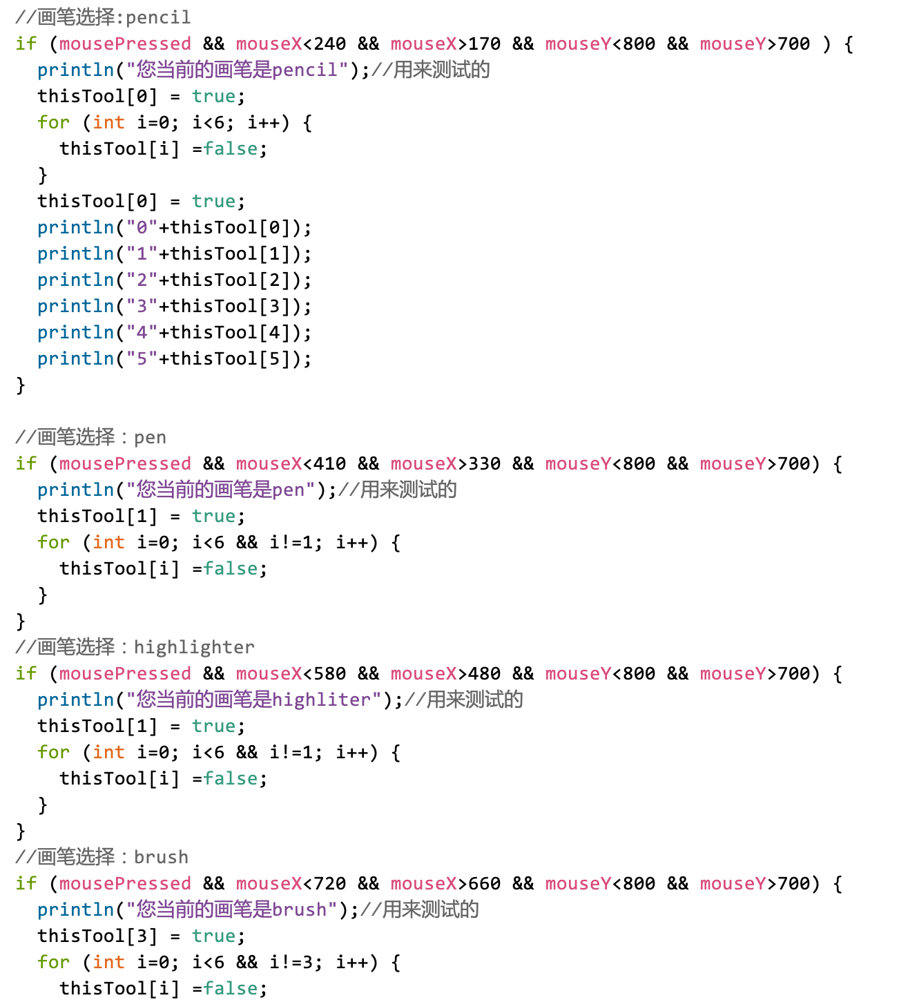 //画笔选择:pencil
if (mousePressed && mouseX<240 && mouseX>170 && mouseY<800 && mouseY>700 ) {
  println("您当前的画笔是pencil");//用来测试的
  thisTool[0] = true;
  for (int i=0; i<6; i++) {
    thisTool[i] =false;
  }
  thisTool[0] = true;
  println("0"+thisTool[0]);
  println("1"+thisTool[1]);
  println("2"+thisTool[2]);
  println("3"+thisTool[3]);
  println("4"+thisTool[4]);
  println("5"+thisTool[5]);
}

//画笔选择：pen
if (mousePressed && mouseX<410 && mouseX>330 && mouseY<800 && mouseY>700) {
  println("您当前的画笔是pen");//用来测试的
  thisTool[1] = true;
  for (int i=0; i<6 && i!=1; i++) {
    thisTool[i] =false;
  }
}
//画笔选择：highlighter
if (mousePressed && mouseX<580 && mouseX>480 && mouseY<800 && mouseY>700) {
  println("您当前的画笔是highliter");//用来测试的
  thisTool[1] = true;
  for (int i=0; i<6 && i!=1; i++) {
    thisTool[i] =false;
  }
}
//画笔选择：brush
if (mousePressed && mouseX<720 && mouseX>660 && mouseY<800 && mouseY>700) {
  println("您当前的画笔是brush");//用来测试的
  thisTool[3] = true;
  for (int i=0; i<6 && i!=3; i++) {
    thisTool[i] =false;